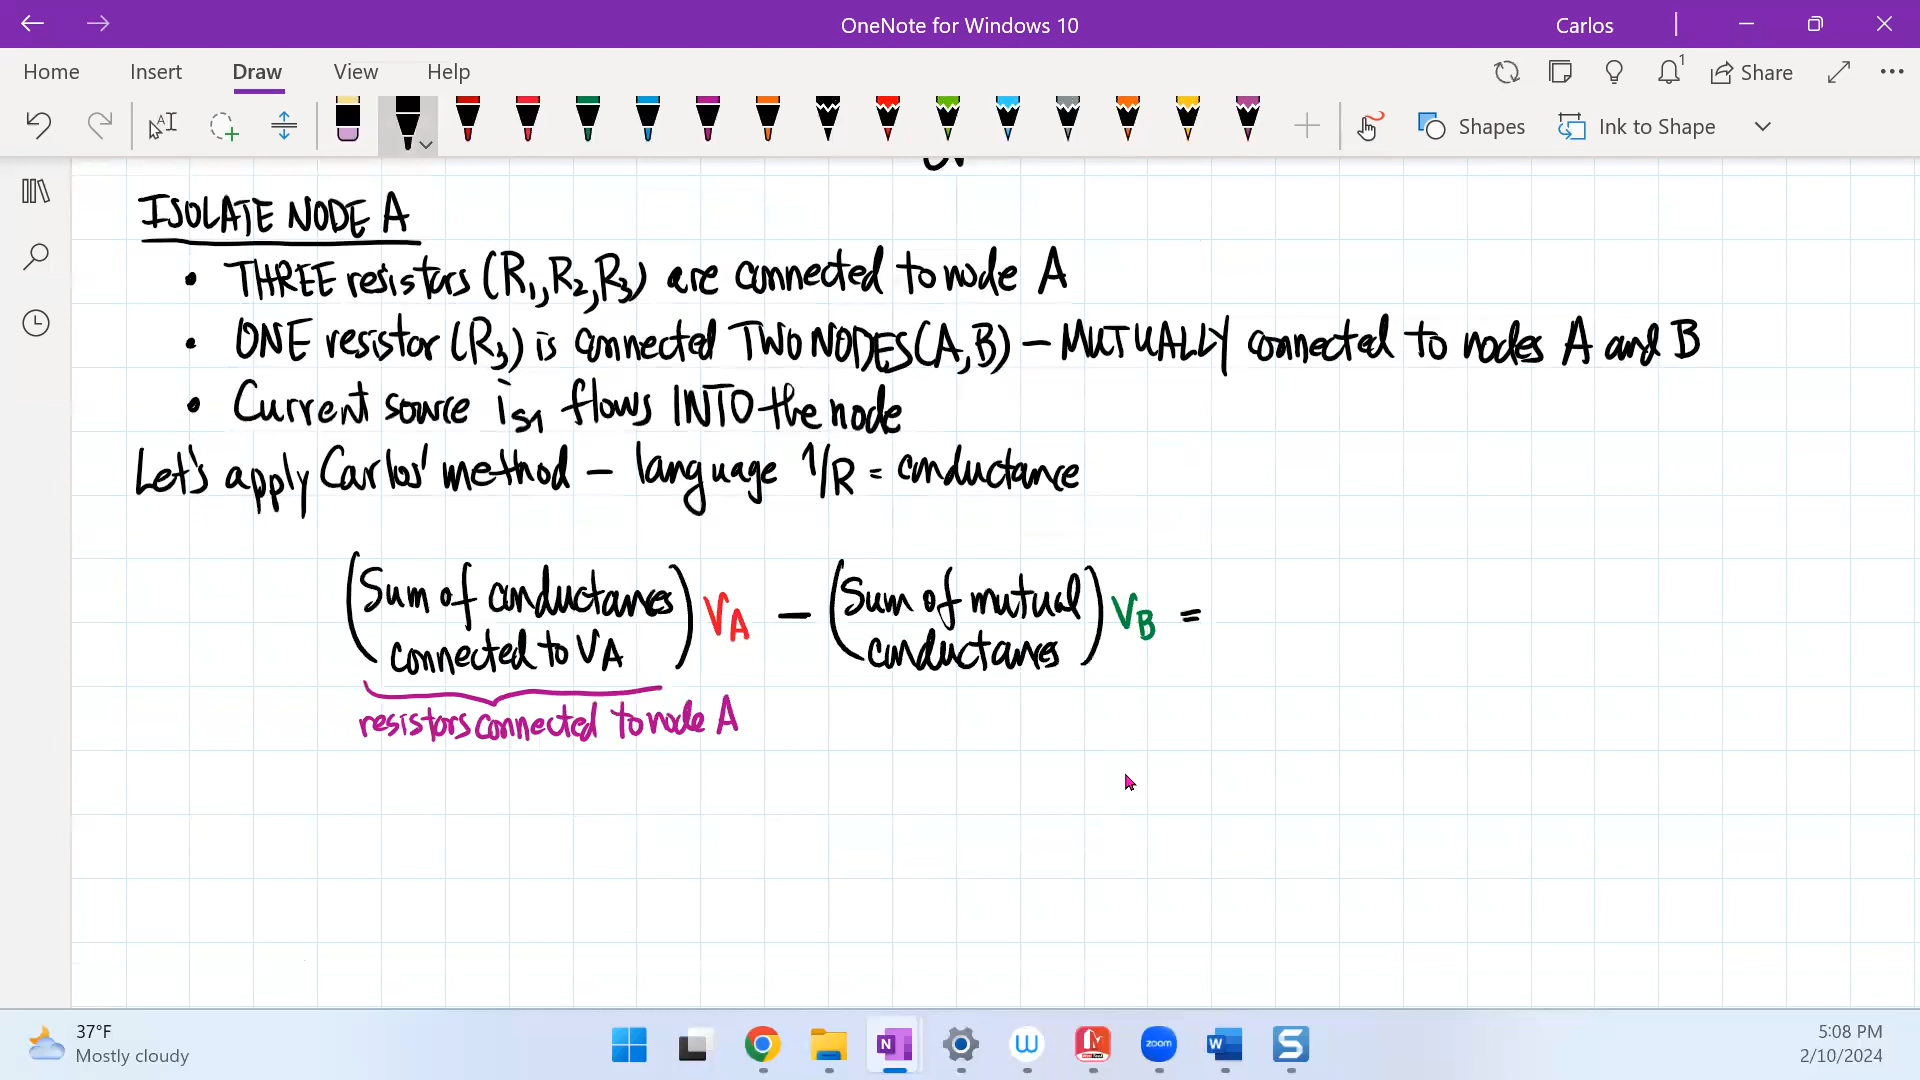 OneNote for Windows 10
Carlos
Home Insert Draw View Help
1
Share
Shapes
Ink to Shape
ISOLATE NODE A
• THREE resistors (R1, R2, R3) are connected to node A
• ONE resistor (R3) is connected TWO NODES (A, B) – MUTUALLY connected to nodes A and B
• Current source is1 flows INTO the node
Let's apply Carlos' method – language 1/R = conductance
(Sum of conductances connected to VA) VA – (Sum of mutual conductances) VB =
resistors connected to node A
37°F
Mostly cloudy
N
W
zoom
W
S
5:08 PM
2/10/2024